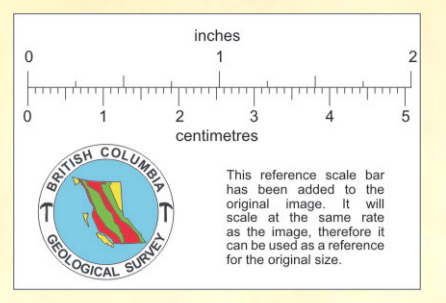 inches
0 1 2
0 1 2 3 4 5
centimetres
BRITISH COLUMBIA
GEOLOGICAL SURVEY
This reference scale bar
has been added to the
original image. It will
scale at the same rate
as the image, therefore it
can be used as a reference
for the original size.